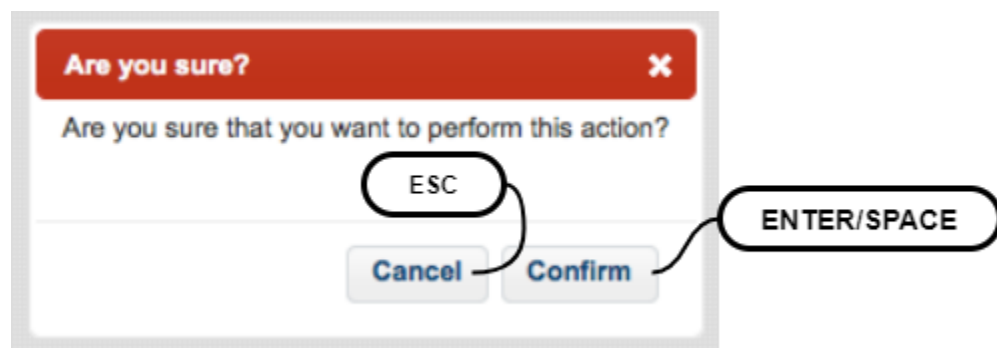 Are you sure?
Are you sure that you want to perform this action?
ESC
ENTER/SPACE
Cancel
Confirm